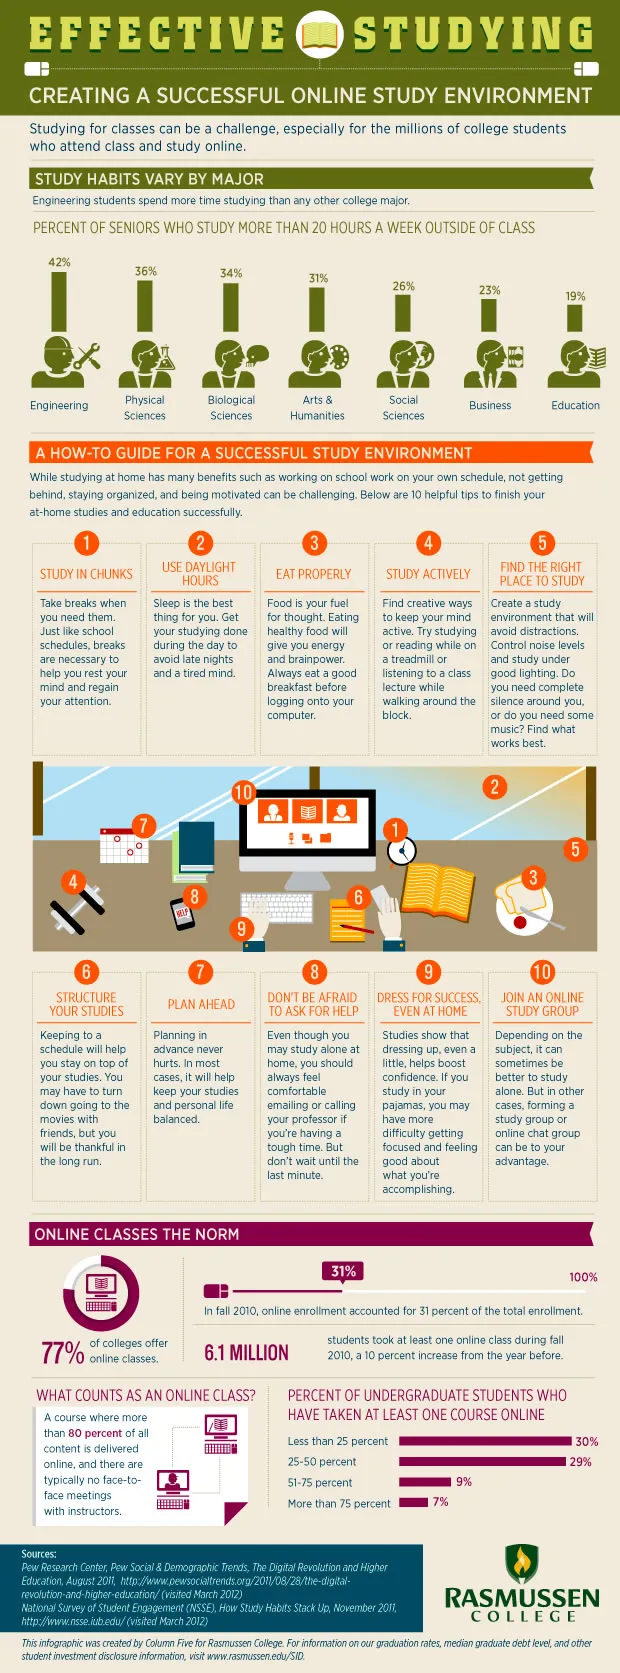 EFFECTIVE STUDYING
CREATING A SUCCESSFUL ONLINE STUDY ENVIRONMENT
Studying for classes can be a challenge, especially for the millions of college students
who attend class and study online.
STUDY HABITS VARY BY MAJOR
Engineering students spend more time studying than any other college major.
PERCENT OF SENIORS WHO STUDY MORE THAN 20 HOURS A WEEK OUTSIDE OF CLASS
42%
36%
34%
31%
26%
23%
19%
Engineering
Physical
Sciences
Biological
Sciences
Arts &
Humanities
Social
Sciences
Business
Education
A HOW-TO GUIDE FOR A SUCCESSFUL STUDY ENVIRONMENT
While studying at home has many benefits such as working on school work on your own schedule, not getting
behind, staying organized, and being motivated can be challenging. Below are 10 helpful tips to finish your
at-home studies and education successfully.
1
STUDY IN CHUNKS
Take breaks when
you need them.
Just like school
schedules, breaks
are necessary to
help you rest your
mind and regain
your attention.
2
USE DAYLIGHT
HOURS
Sleep is the best
thing for you. Get
your studying done
during the day to
avoid late nights
and a tired mind.
3
EAT PROPERLY
Food is your fuel
for thought. Eating
healthy food will
give you energy
and brainpower.
Always eat a good
breakfast before
logging onto your
computer.
4
STUDY ACTIVELY
Find creative ways
to keep your mind
active. Try studying
or reading while on
a treadmill or
listening to a class
lecture while
walking around the
block.
5
FIND THE RIGHT
PLACE TO STUDY
Create a study
environment that will
avoid distractions.
Control noise levels
and study under
good lighting. Do
you need complete
silence around you,
or do you need some
music? Find what
works best.
10
2
7
1
5
4
8
HELP
9
6
3
6
STRUCTURE
YOUR STUDIES
Keeping to a
schedule will help
you stay on top of
your studies. You
may have to turn
down going to the
movies with
friends, but you
will be thankful in
the long run.
7
PLAN AHEAD
Planning in
advance never
hurts. In most
cases, it will help
keep your studies
and personal life
balanced.
8
DON'T BE AFRAID
TO ASK FOR HELP
Even though you
may study alone at
home, you should
always feel
comfortable
emailing or calling
your professor if
you're having a
tough time. But
don't wait until the
last minute.
9
DRESS FOR SUCCESS,
EVEN AT HOME
Studies show that
dressing up, even a
little, helps boost
confidence. If you
study in your
pajamas, you may
have more
difficulty getting
focused and feeling
good about
what you're
accomplishing.
10
JOIN AN ONLINE
STUDY GROUP
Depending on the
subject, it can
sometimes be
better to study
alone. But in other
cases, forming a
study group or
online chat group
can be to your
advantage.
ONLINE CLASSES THE NORM
77% of colleges offer
online classes.
31%
100%
In fall 2010, online enrollment accounted for 31 percent of the total enrollment.
6.1 MILLION students took at least one online class during fall
2010, a 10 percent increase from the year before.
WHAT COUNTS AS AN ONLINE CLASS?
A course where more
than 80 percent of all
content is delivered
online, and there are
typically no face-to-
face meetings
with instructors.
PERCENT OF UNDERGRADUATE STUDENTS WHO
HAVE TAKEN AT LEAST ONE COURSE ONLINE
Less than 25 percent 30%
25-50 percent 29%
51-75 percent 9%
More than 75 percent 7%
Sources:
Pew Research Center, Pew Social & Demographic Trends, The Digital Revolution and Higher
Education, August 2011, http://www.pewsocialtrends.org/2011/08/28/the-digital-
revolution-and-higher-education/ (visited March 2012)
National Survey of Student Engagement (NSSE), How Study Habits Stack Up, November 2011,
http://www.nsse.iub.edu/ (visited March 2012)
RASMUSSEN
COLLEGE
This infographic was created by Column Five for Rasmussen College. For information on our graduation rates, median graduate debt level, and other
student investment disclosure information, visit www.rasmussen.edu/SID.